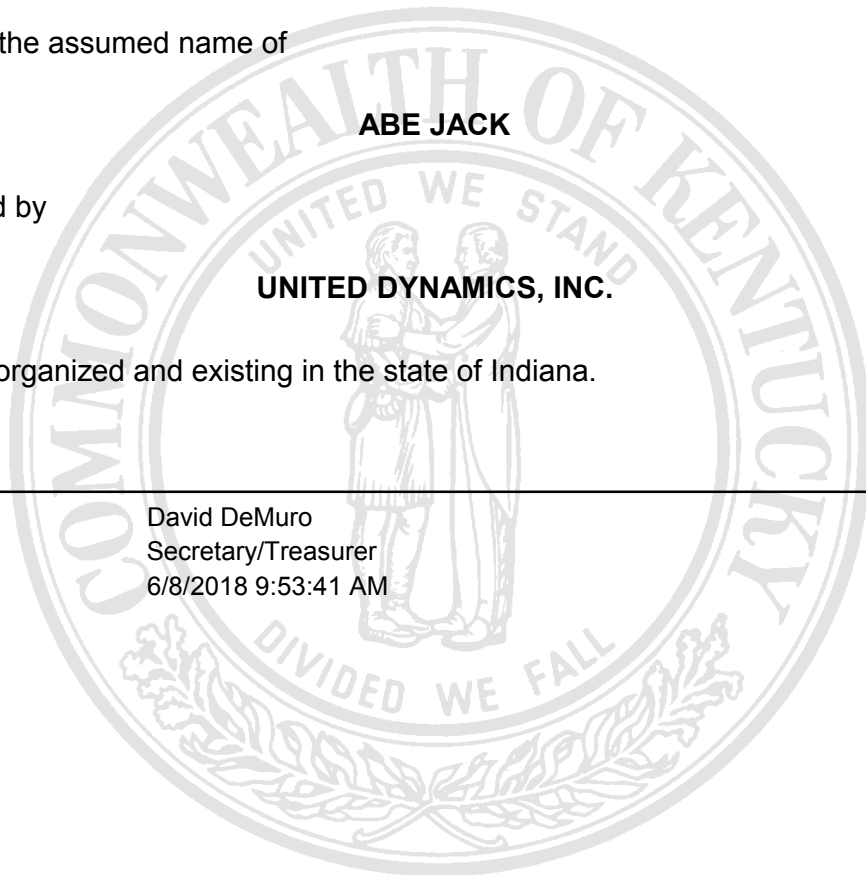 the assumed name of
ABE JACK
d by
UNITED DYNAMICS, INC.
organized and existing in the state of Indiana.
David DeMuro
Secretary/Treasurer
6/8/2018 9:53:41 AM
COMMONWEALTH OF KENTUCKY
UNITED WE STAND
DIVIDED WE FALL